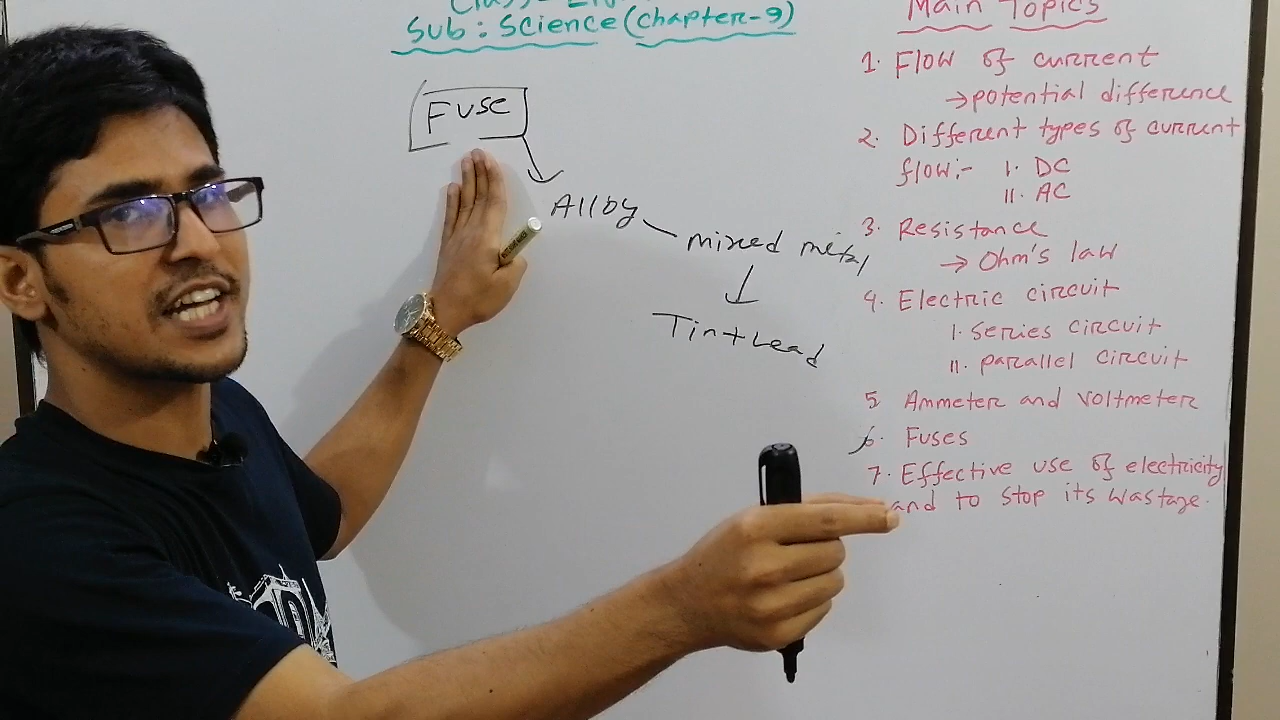 Class-
Sub : Science (chapter-9)
Fuse
Alloy
mixed metal
Tin+Lead
Main Topics
1. Flow of current
→potential difference
2. Different types of current
flow:- I. DC
II. AC
3. Resistance
→ Ohm's law
4. Electric circuit
I. series circuit
II. parallel circuit
5 Ammeter and voltmeter
6. Fuses
7. Effective use of electricity
and to stop its wastage.